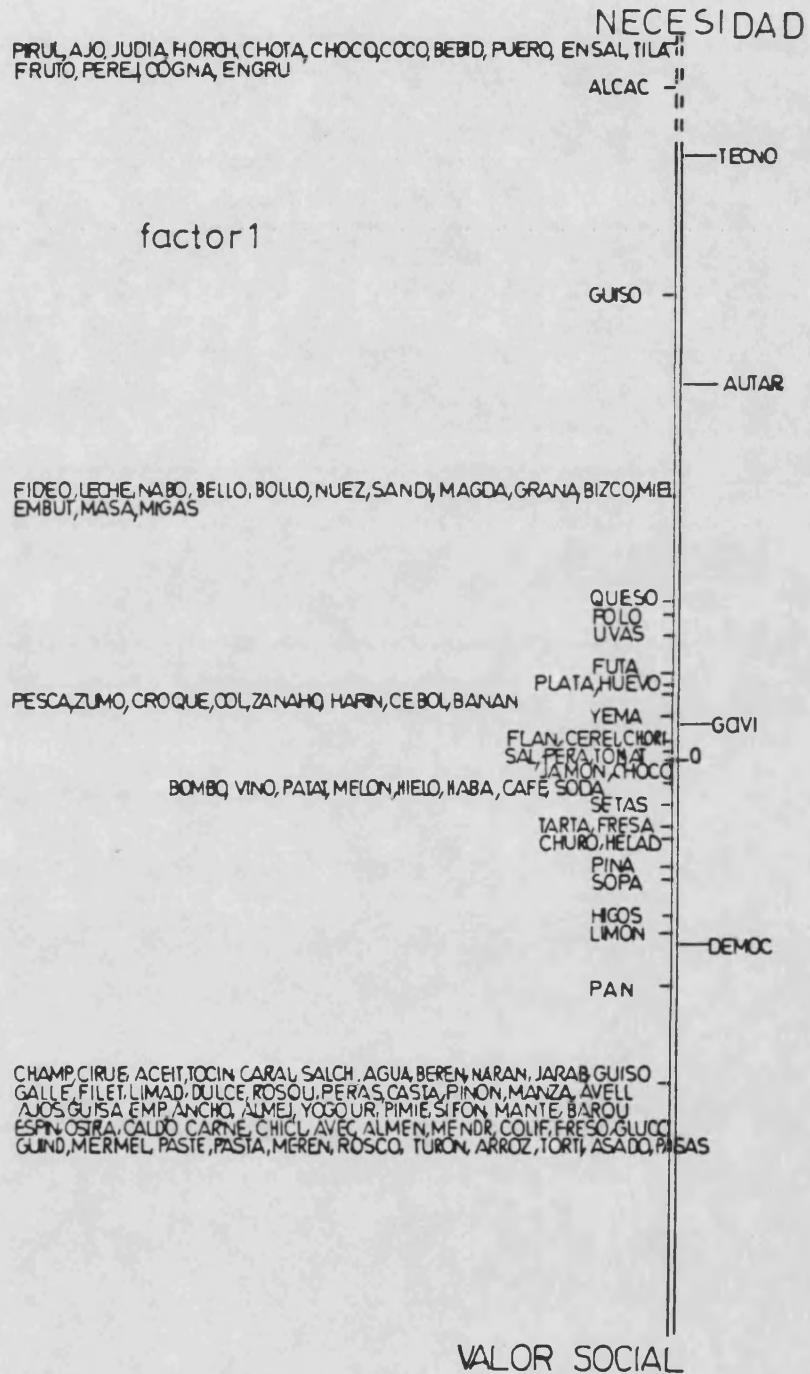 NECESIDAD
PIRUL, AJO, JUDIA, HORCH, CHOTA, CHOCO, COCO, BEBID, PUERO, ENSAL, TILA
FRUTO, PEREJ, COGNA, ENGRU
ALCAC
TECNO
factor1
GUISO
AUTAR
FIDEO, LECHE, NABO, BELLO, BOLLO, NUEZ, SANDI, MAGDA, GRANA, BIZCO, MIEL
EMBUT, MASA, MIGAS
QUESO
POLO
UVAS
FUTA
PLATA, HUEVO
PESCA, ZUMO, CROQUE, COL, ZANAHO, HARIN, CEBOL, BANAN
YEMA
GAVI
FLAN, CEREL, CHORI
SAL, PERA, TOMAT 0
JAMON, CHOCO
BOMBO, VINO, PATAT, MELON, HIELO, HABA, CAFE, SODA
SETAS
TARTA, FRESA
CHURO, HELAD
PINA
SOPA
HIGOS
LIMON
DEMOC
PAN
CHAMP, CIRUE, ACEIT, TOCIN, CARAL, SALCH, AGUA, BEREN, NARAN, JARAB, GUISO
GALLE, FILET, LIMAD, DULCE, ROSQU, PERAS, CASTA, PINON, MANZA, AVELL
AJOS, GUISA, EMP, ANCHO, ALMEJ, YOGOUR, PIMIE, SIFON, MANTE, BARQU
ESPIN, OSTRA, CALDO, CARNE, CHICL, AVEC, ALMEN, MENDR, COLIF, FRESO, GLUCO
GUIND, MERMEL, PASTE, PASTA, MEREN, ROSCO, TURON, ARROZ, TORTI, ASADO, PASAS
VALOR SOCIAL